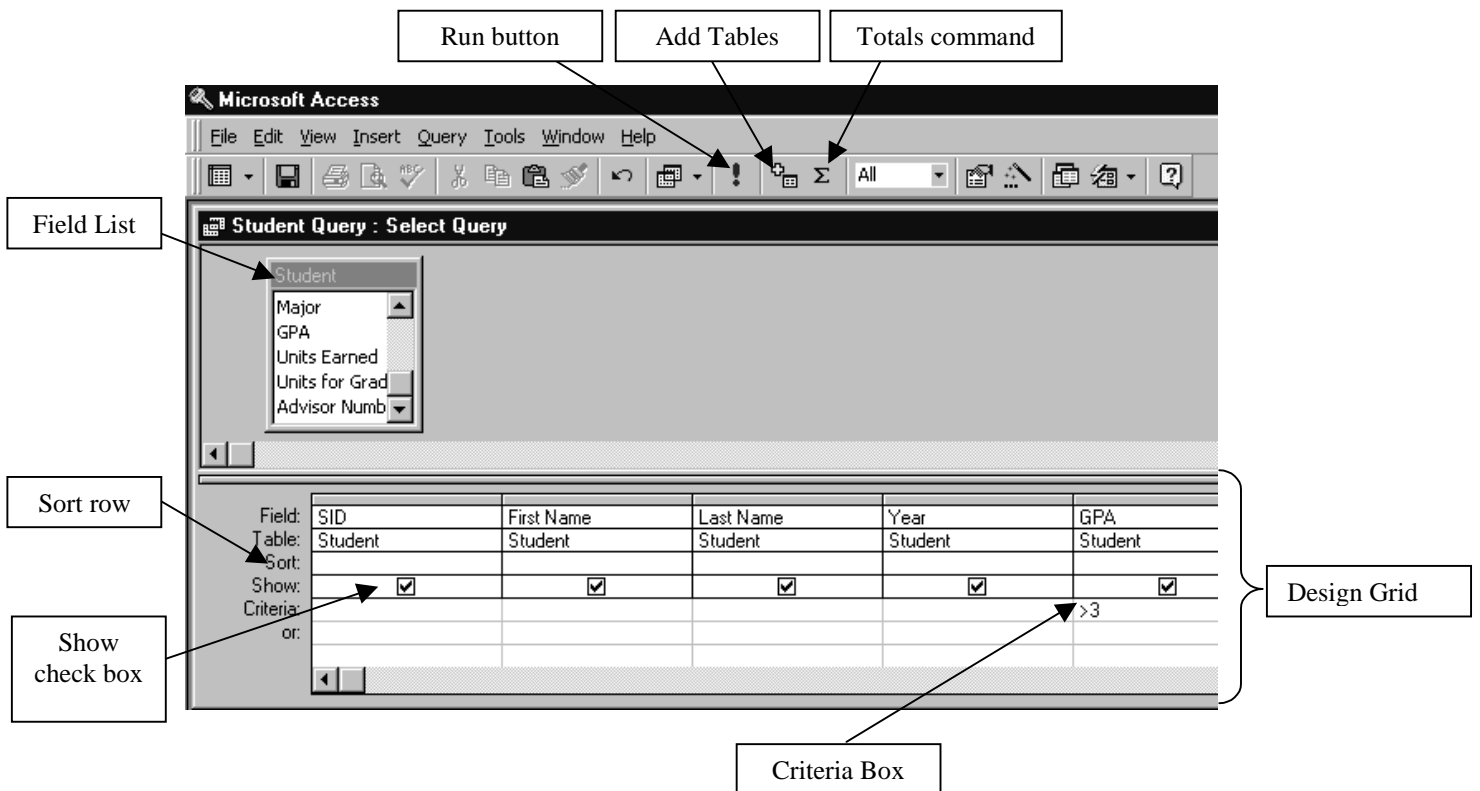 Run button
Add Tables
Totals command
Microsoft Access
File Edit View Insert Query Tools Window Help
ABC
Σ All
Field List
Student Query : Select Query
Student
Major
GPA
Units Earned
Units for Grad
Advisor Numb
Sort row
Field: SID First Name Last Name Year GPA
Table: Student Student Student Student Student
Sort:
Show:
Criteria: >3
or:
Design Grid
Show
check box
Criteria Box